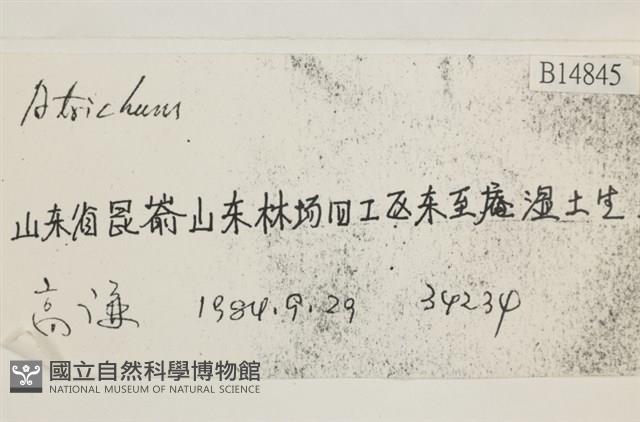 B14845
Atrichum
山东省昆嵛山东林场旧工区东至庵湿土生
高谦 1984.9.29 34234
國立自然科學博物館
NATIONAL MUSEUM OF NATURAL SCIENCE